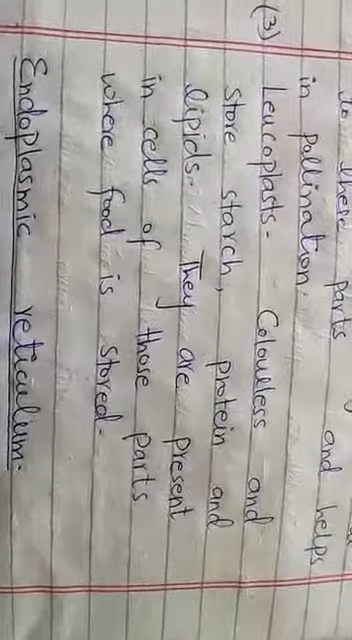 to these parts and helps
in pollination.
(3) Leucoplasts- Colourless and
store starch, protein and
lipids. They are present
in cells of those parts
where food is stored.
Endoplasmic reticulum.